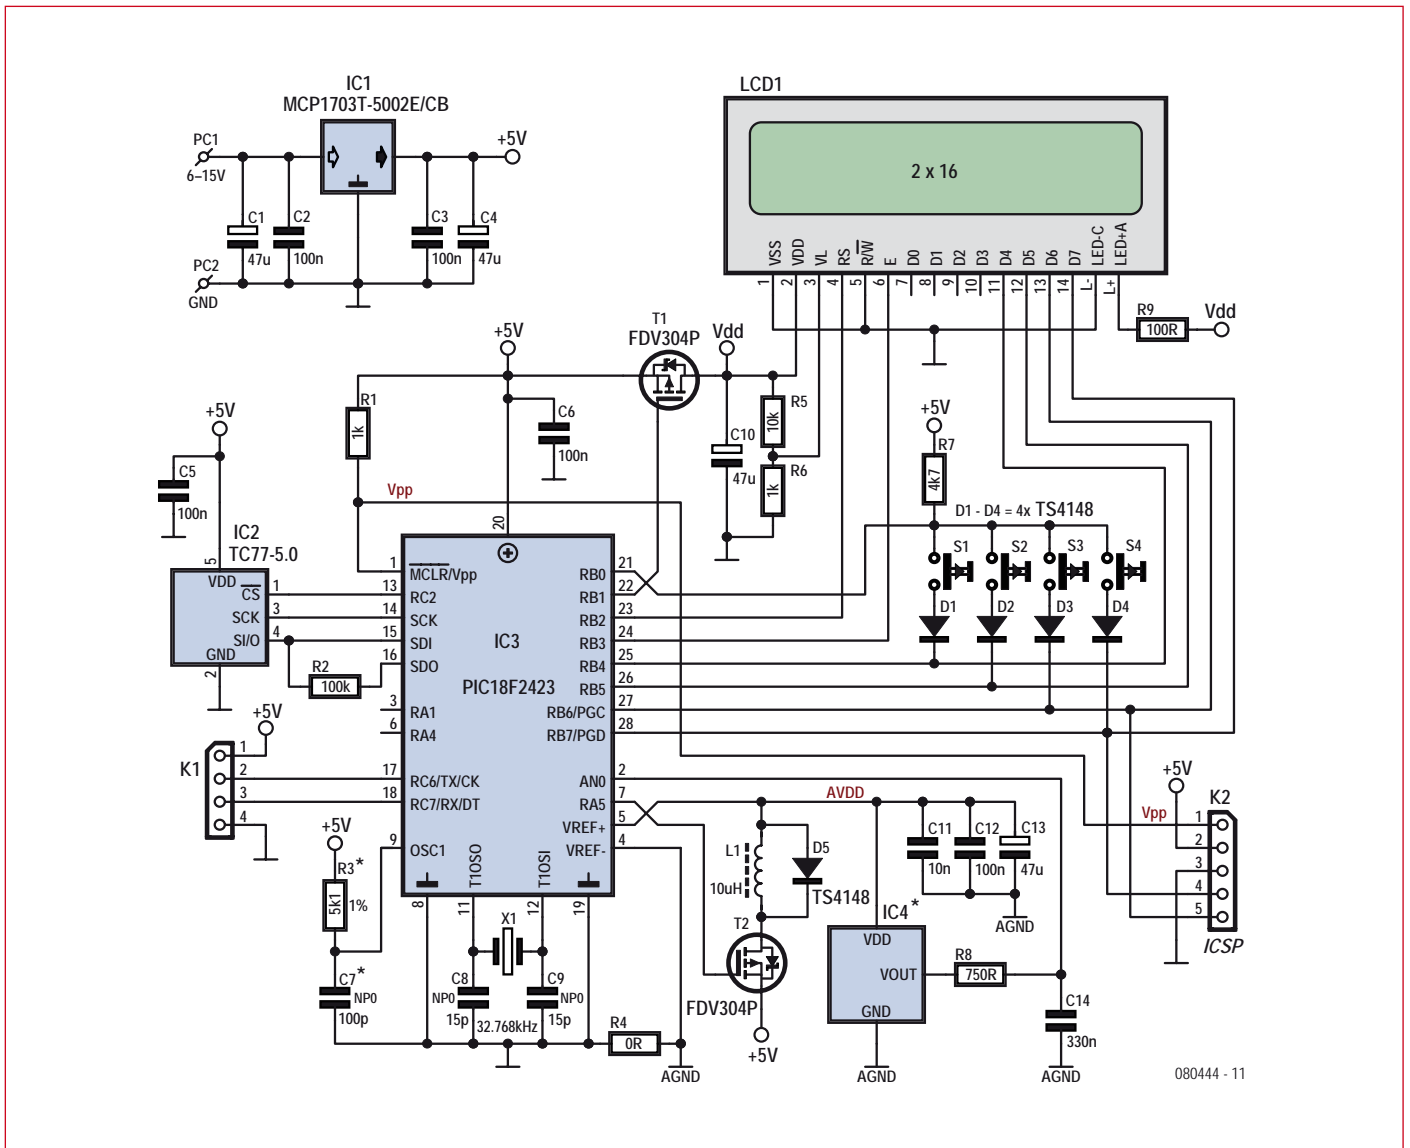 IC1
MCP1703T-5002E/CB
PC1
6–15V
+5V
C1
47u
C2
100n
C3
100n
C4
47u
PC2
GND
LCD1
2 x 16
VSS
VDD
VL
RS
R/W
E
D0
D1
D2
D3
D4
D5
D6
D7
LED-C
LED+A
1
2
3
4
5
6
7
8
9
10
11
12
13
14
L-
L+
R9
100R
Vdd
+5V
T1
FDV304P
Vdd
R1
1k
C6
100n
C10
47u
R5
10k
R6
1k
Vpp
+5V
C5
100n
IC2
TC77-5.0
5
VDD
CS
1
SCK
3
SI/O
4
GND
2
R2
100k
+5V
R7
4k7
D1 - D4 = 4x TS4148
S1
S2
S3
S4
D1
D2
D3
D4
20
1
MCLR/Vpp
13
RC2
14
SCK
15
SDI
16
SDO
3
RA1
6
RA4
17
RC6/TX/CK
18
RC7/RX/DT
9
OSC1
IC3
PIC18F2423
RB0
21
RB1
22
RB2
23
RB3
24
RB4
25
RB5
26
RB6/PGC
27
RB7/PGD
28
AN0
2
RA5
7
VREF+
5
VREF-
4
T1OSO
T1OSI
8
11
12
19
K1
+5V
1
2
3
4
+5V
R3*
5k1
1%
C7*
NP0
100p
C8
NP0
15p
X1
32.768kHz
C9
NP0
15p
R4
0R
AGND
AVDD
L1
10uH
D5
TS4148
T2
FDV304P
+5V
C11
10n
C12
100n
C13
47u
AGND
IC4*
VDD
VOUT
GND
AGND
R8
750R
C14
330n
AGND
+5V
Vpp
K2
1
2
3
4
5
ICSP
080444 - 11